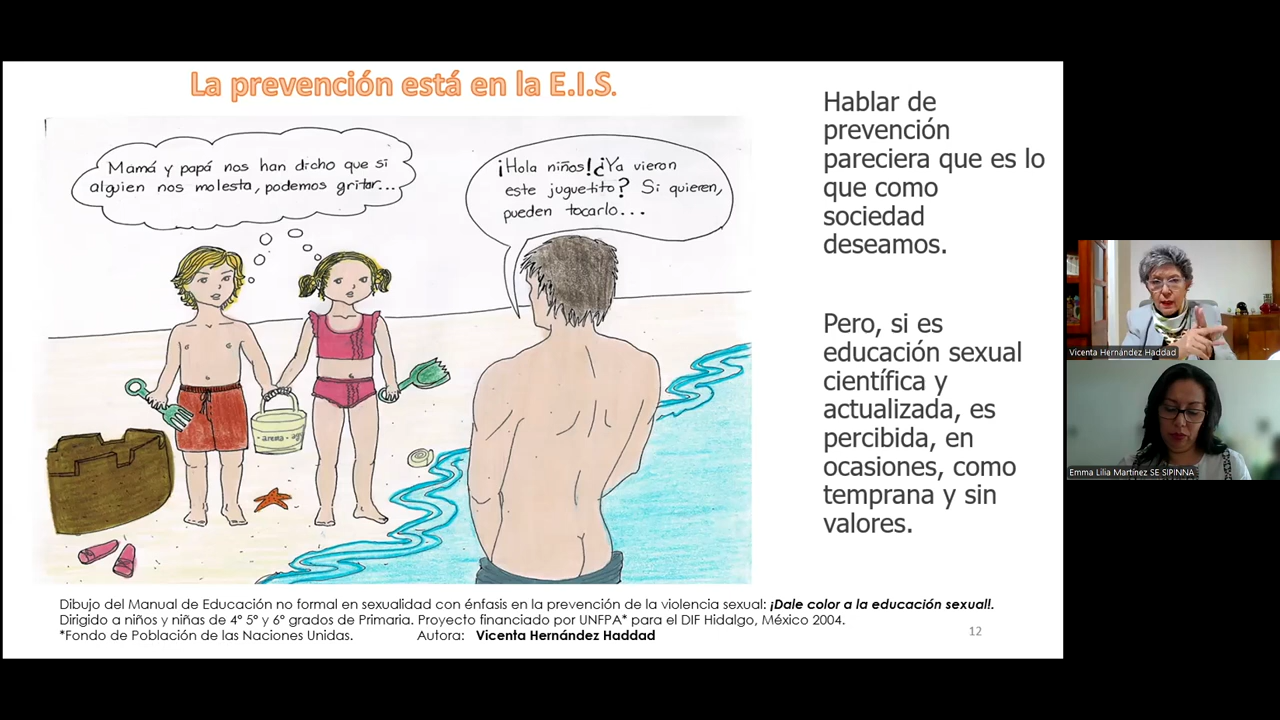 La prevención está en la E.I.S.
Mamá y papá nos han dicho que si
alguien nos molesta, podemos gritar...
¡Hola niños!¿Ya vieron
este juguetito? Si quieren,
pueden tocarlo...
arena
Hablar de
prevención
pareciera que es lo
que como
sociedad
deseamos.
Pero, si es
educación sexual
científica y
actualizada, es
percibida, en
ocasiones, como
temprana y sin
valores.
Dibujo del Manual de Educación no formal en sexualidad con énfasis en la prevención de la violencia sexual: ¡Dale color a la educación sexual!.
Dirigido a niños y niñas de 4º 5º y 6º grados de Primaria. Proyecto financiado por UNFPA* para el DIF Hidalgo, México 2004.
*Fondo de Población de las Naciones Unidas. Autora: Vicenta Hernández Haddad
12
Vicenta Hernández Haddad
Emma Lilia Martínez SE SIPINNA